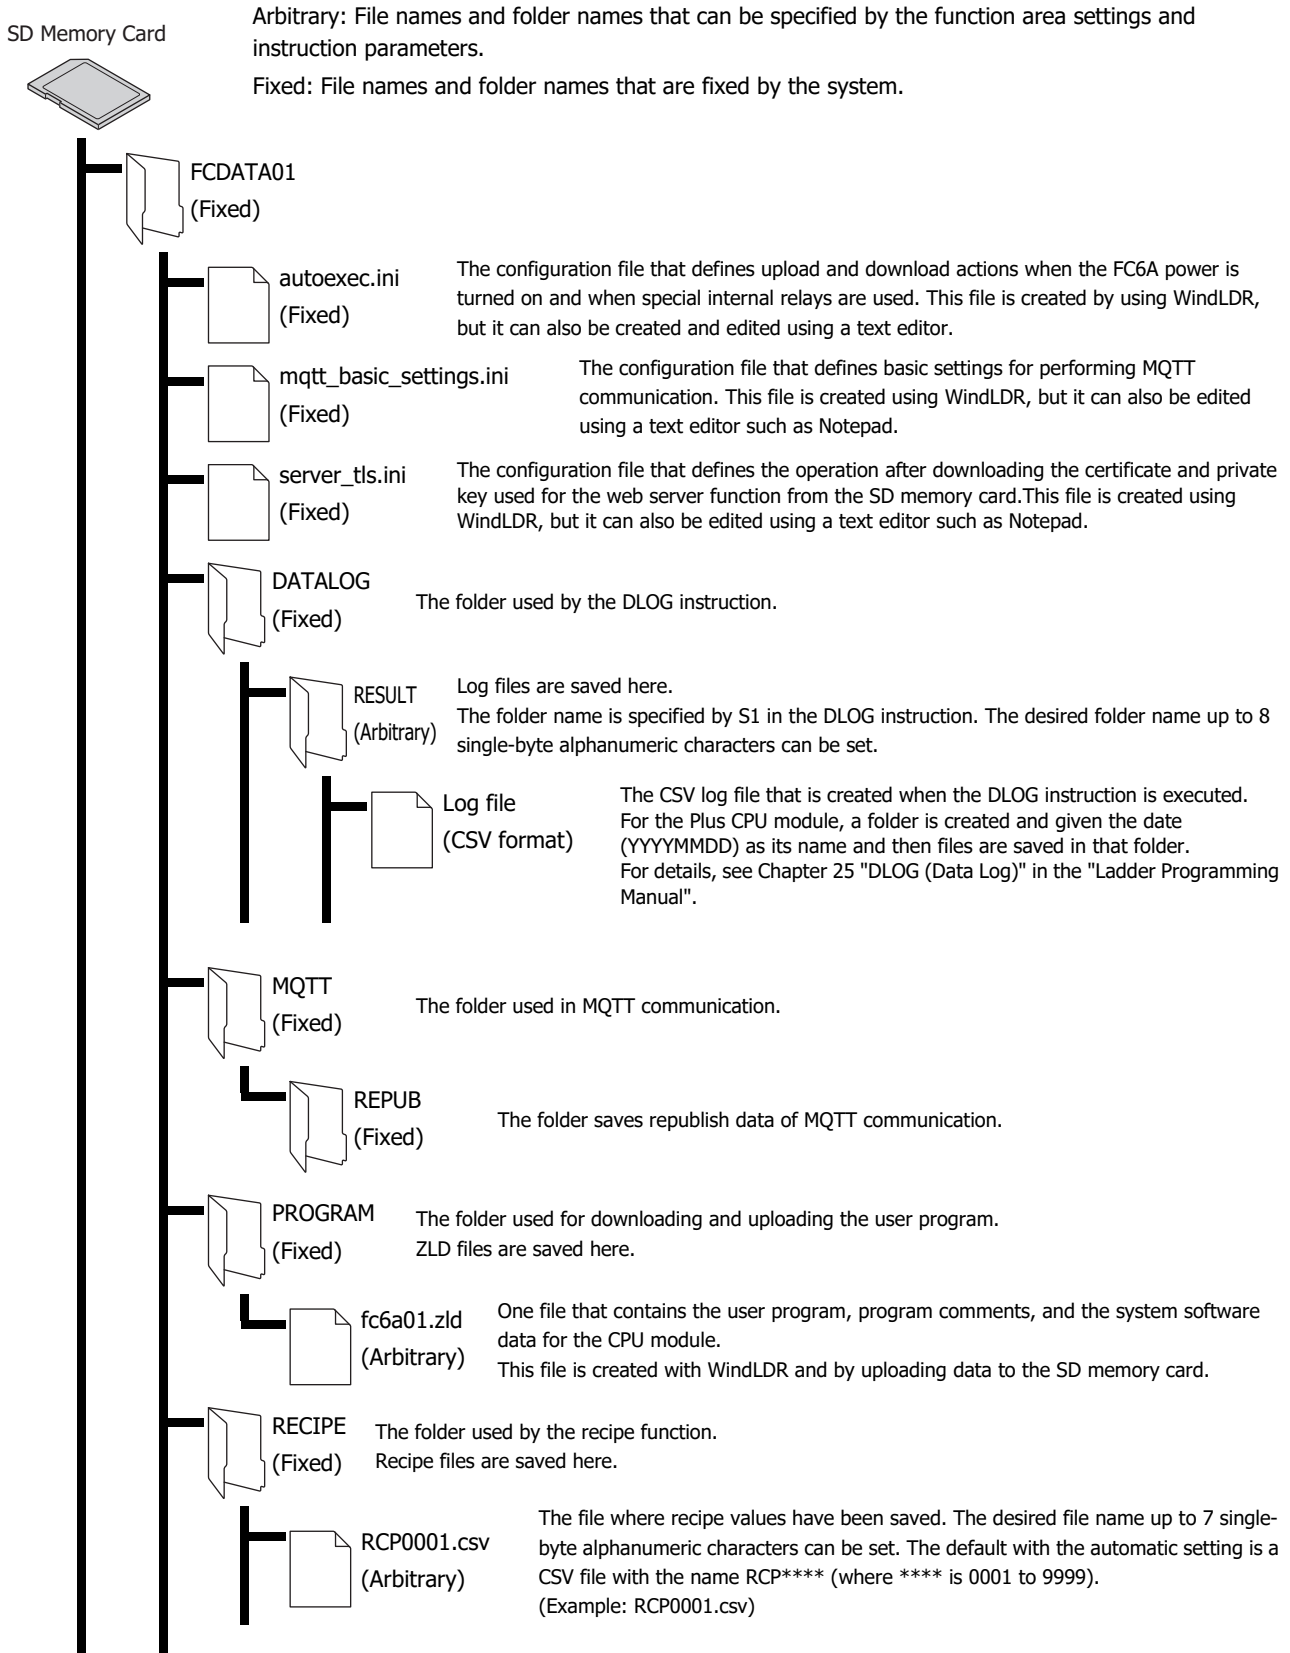 SD Memory Card
Arbitrary: File names and folder names that can be specified by the function area settings and
instruction parameters.
Fixed: File names and folder names that are fixed by the system.
FCDATA01
(Fixed)
autoexec.ini
(Fixed)
The configuration file that defines upload and download actions when the FC6A power is
turned on and when special internal relays are used. This file is created by using WindLDR,
but it can also be created and edited using a text editor.
mqtt_basic_settings.ini
(Fixed)
The configuration file that defines basic settings for performing MQTT
communication. This file is created using WindLDR, but it can also be edited
using a text editor such as Notepad.
server_tls.ini
(Fixed)
The configuration file that defines the operation after downloading the certificate and private
key used for the web server function from the SD memory card.This file is created using
WindLDR, but it can also be edited using a text editor such as Notepad.
DATALOG
(Fixed)
The folder used by the DLOG instruction.
RESULT
(Arbitrary)
Log files are saved here.
The folder name is specified by S1 in the DLOG instruction. The desired folder name up to 8
single-byte alphanumeric characters can be set.
Log file
(CSV format)
The CSV log file that is created when the DLOG instruction is executed.
For the Plus CPU module, a folder is created and given the date
(YYYYMMDD) as its name and then files are saved in that folder.
For details, see Chapter 25 "DLOG (Data Log)" in the "Ladder Programming
Manual".
MQTT
(Fixed)
The folder used in MQTT communication.
REPUB
(Fixed)
The folder saves republish data of MQTT communication.
PROGRAM
(Fixed)
The folder used for downloading and uploading the user program.
ZLD files are saved here.
fc6a01.zld
(Arbitrary)
One file that contains the user program, program comments, and the system software
data for the CPU module.
This file is created with WindLDR and by uploading data to the SD memory card.
RECIPE
(Fixed)
The folder used by the recipe function.
Recipe files are saved here.
RCP0001.csv
(Arbitrary)
The file where recipe values have been saved. The desired file name up to 7 single-
byte alphanumeric characters can be set. The default with the automatic setting is a
CSV file with the name RCP**** (where **** is 0001 to 9999).
(Example: RCP0001.csv)